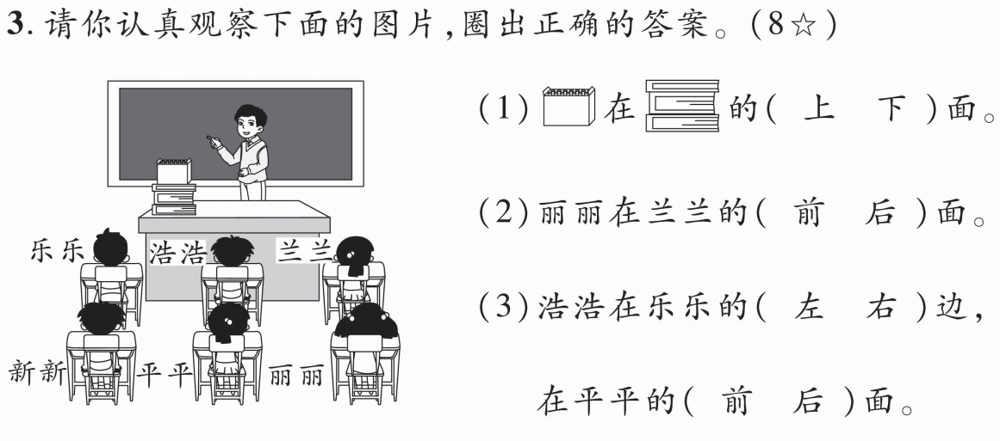 3. 请你认真观察下面的图片,圈出正确的答案。(8☆)
(1) 在 的( 上 下 )面。
(2)丽丽在兰兰的( 前 后 )面。
(3)浩浩在乐乐的( 左 右 )边,
在平平的( 前 后 )面。
乐乐 浩浩 兰兰
新新 平平 丽丽